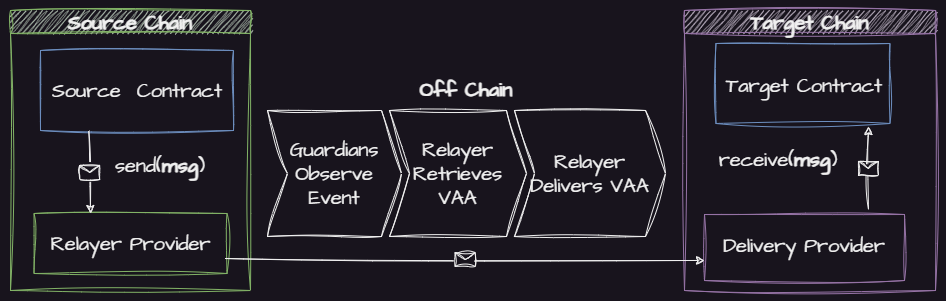 Source Chain
Source Contract
send(msg)
Relayer Provider
Off Chain
Guardians
Observe
Event
Relayer
Retrieves
VAA
Relayer
Delivers VAA
Target Chain
Target Contract
receive(msg)
Delivery Provider